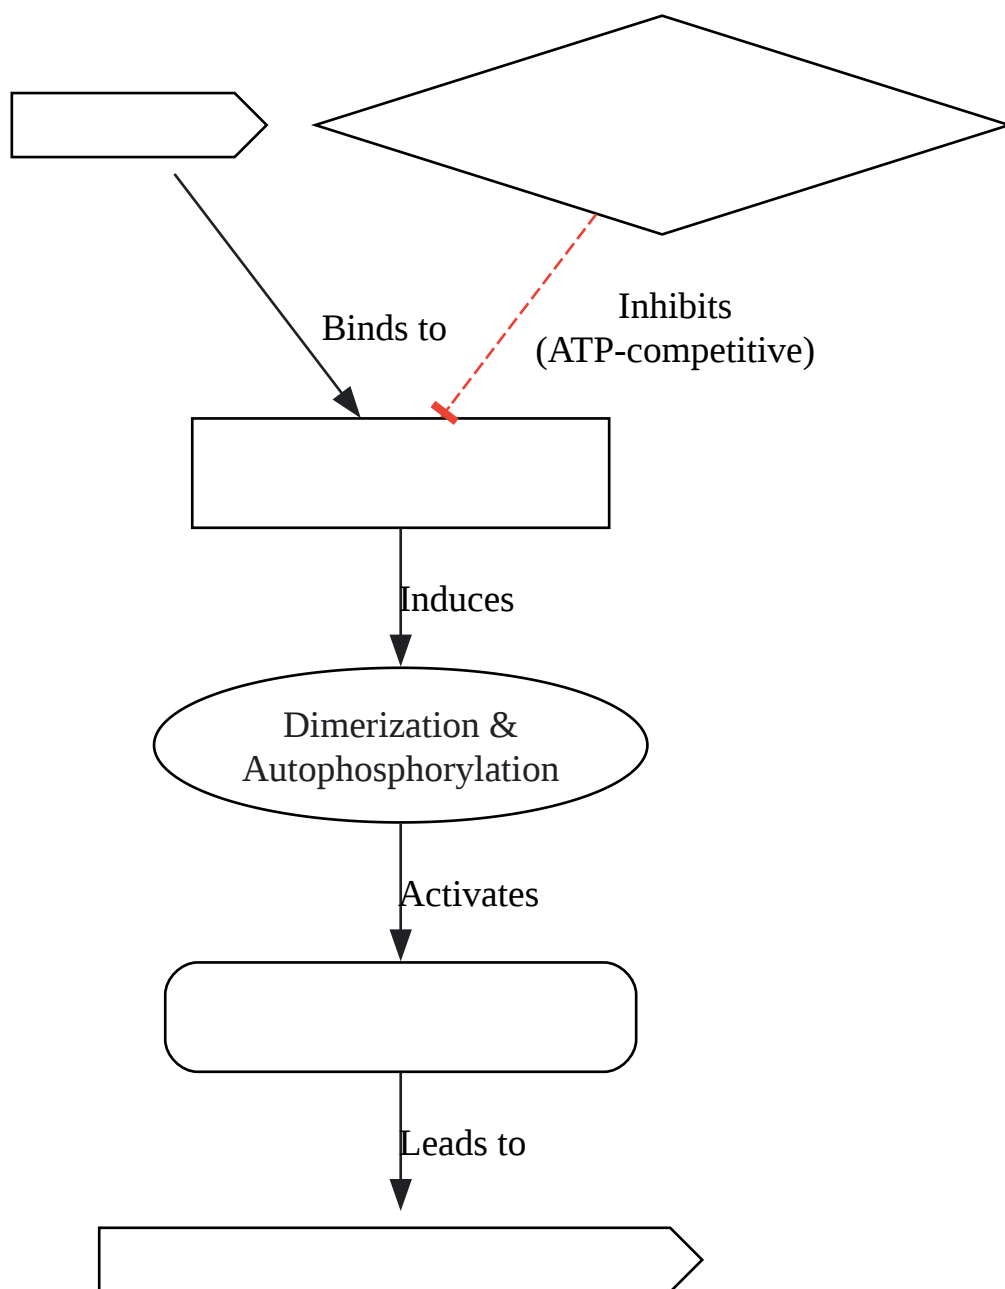 Inhibits
Binds to
(ATP-competitive)
Induces
Dimerization &
Autophosphorylation
Activates
Leads to